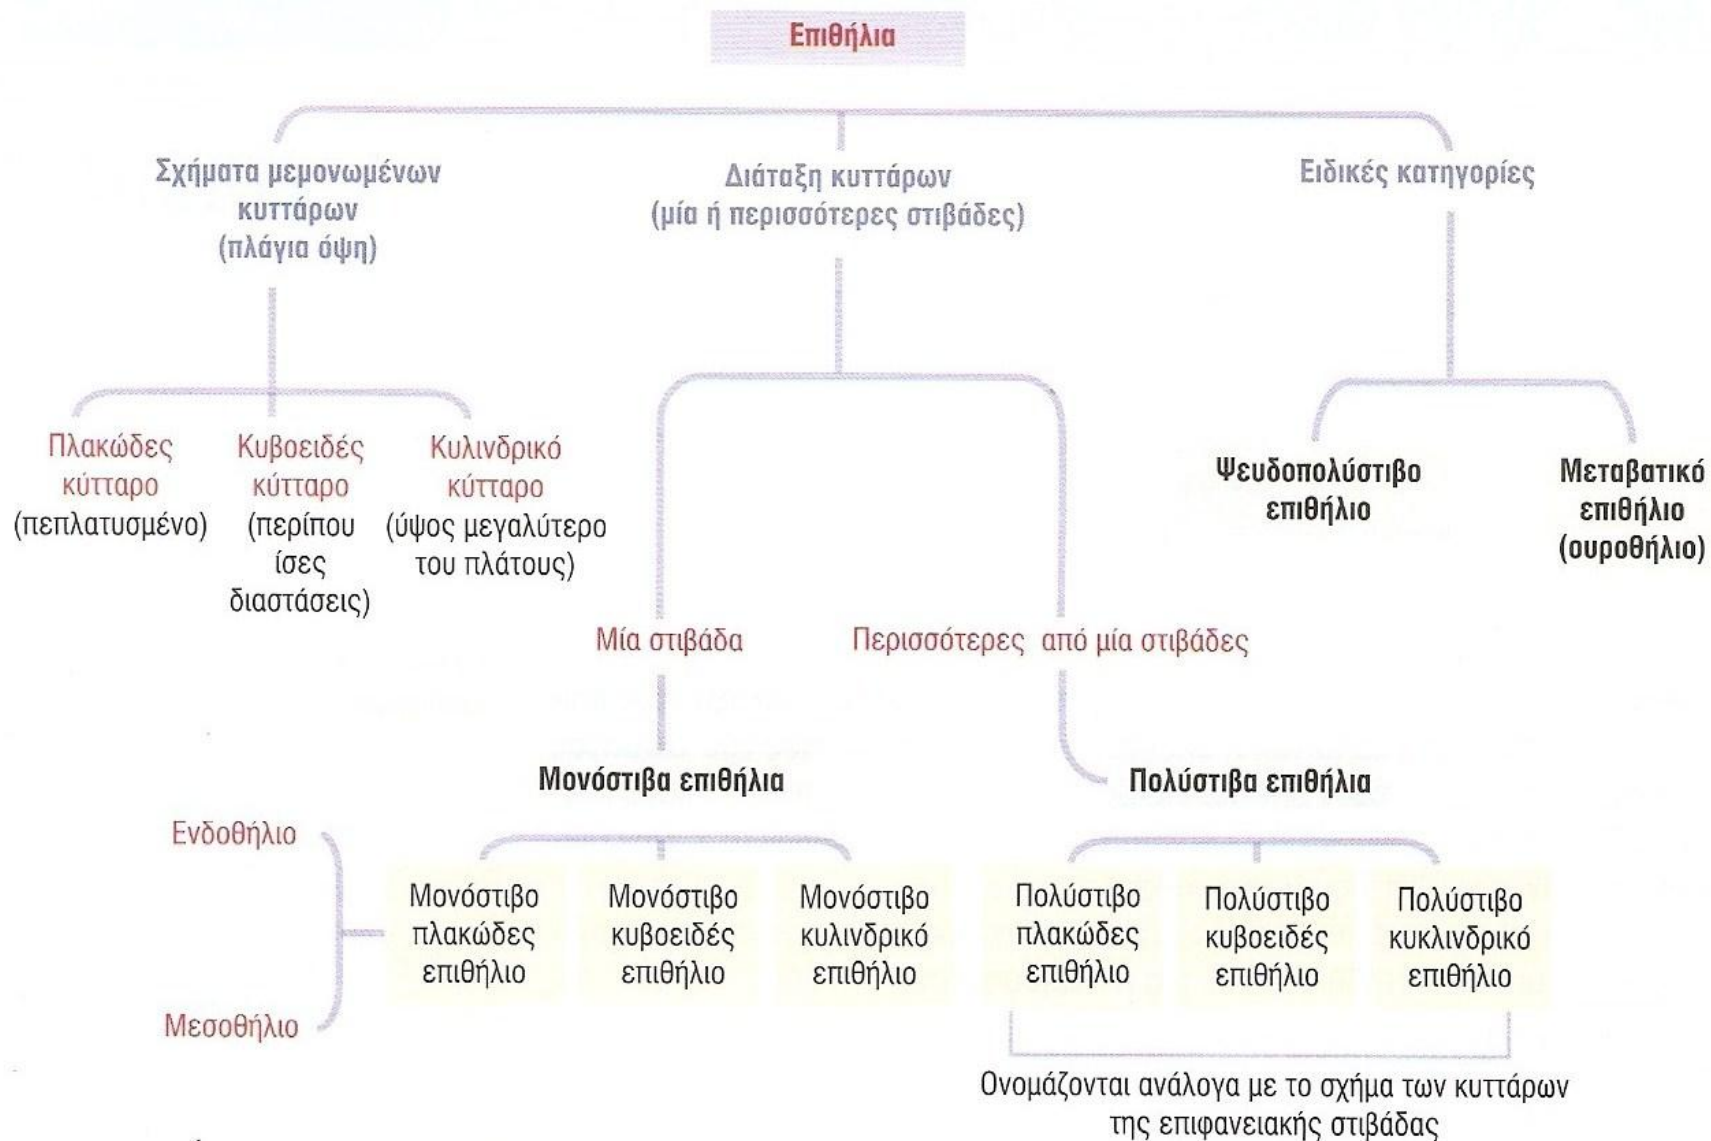 Επιθήλια
Σχήματα μεμονωμένων
κυττάρων
(πλάγια όψη)
Διάταξη κυττάρων
(μία ή περισσότερες στιβάδες)
Ειδικές κατηγορίες
Πλακώδες
κύτταρο
(πεπλατυσμένο)
Κυβοειδές
κύτταρο
(περίπου
ίσες
διαστάσεις)
Κυλινδρικό
κύτταρο
(ύψος μεγαλύτερο
του πλάτους)
Ψευδοπολύστιβο
επιθήλιο
Μεταβατικό
επιθήλιο
(ουροθήλιο)
Μία στιβάδα
Περισσότερες από μία στιβάδες
Μονόστιβα επιθήλια
Πολύστιβα επιθήλια
Ενδοθήλιο
Μεσοθήλιο
Μονόστιβο
πλακώδες
επιθήλιο
Μονόστιβο
κυβοειδές
επιθήλιο
Μονόστιβο
κυλινδρικό
επιθήλιο
Πολύστιβο
πλακώδες
επιθήλιο
Πολύστιβο
κυβοειδές
επιθήλιο
Πολύστιβο
κυκλινδρικό
επιθήλιο
Ονομάζονται ανάλογα με το σχήμα των κυττάρων
της επιφανειακής στιβάδας